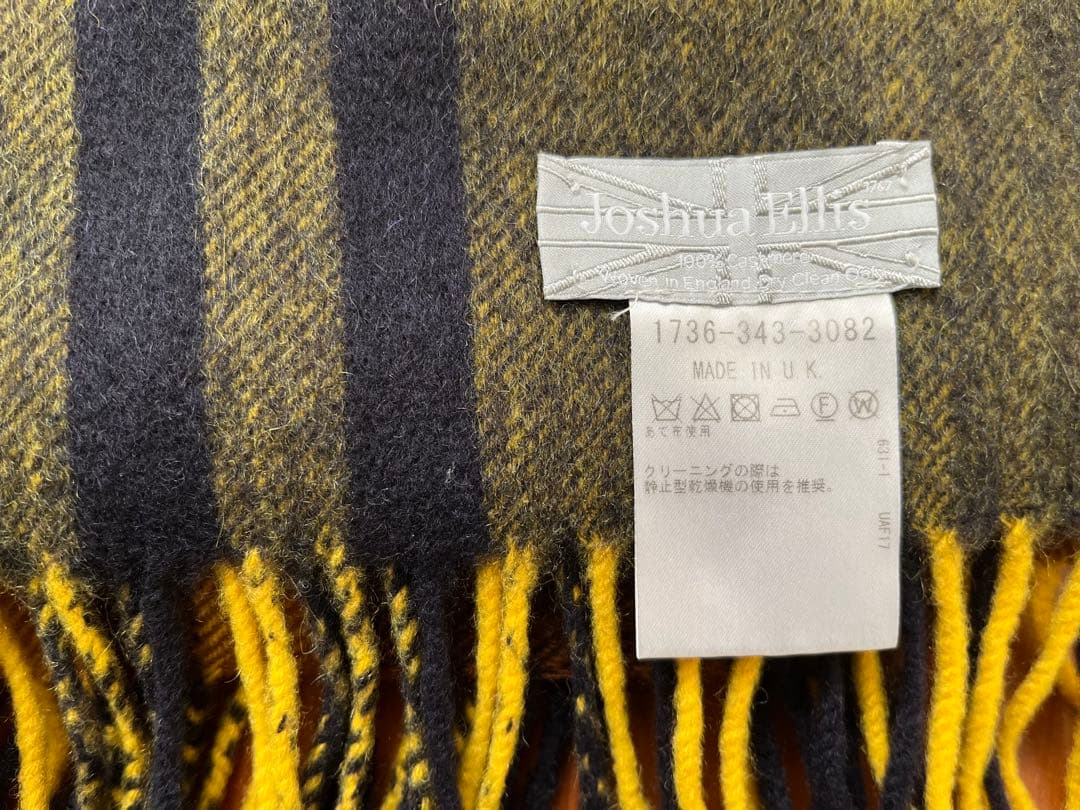 1767
Joshua Ellis
100% Cashmere
Woven in England Dry Clean Only
1736-343-3082
MADE IN U.K.
F W
あて布使用
クリーニングの際は
静止型乾燥機の使用を推奨。
631-1 UAF17